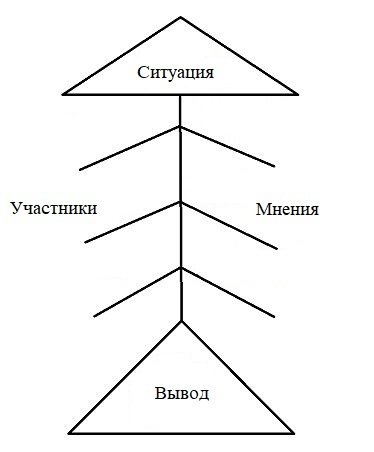 Ситуация
Участники
Мнения
Вывод